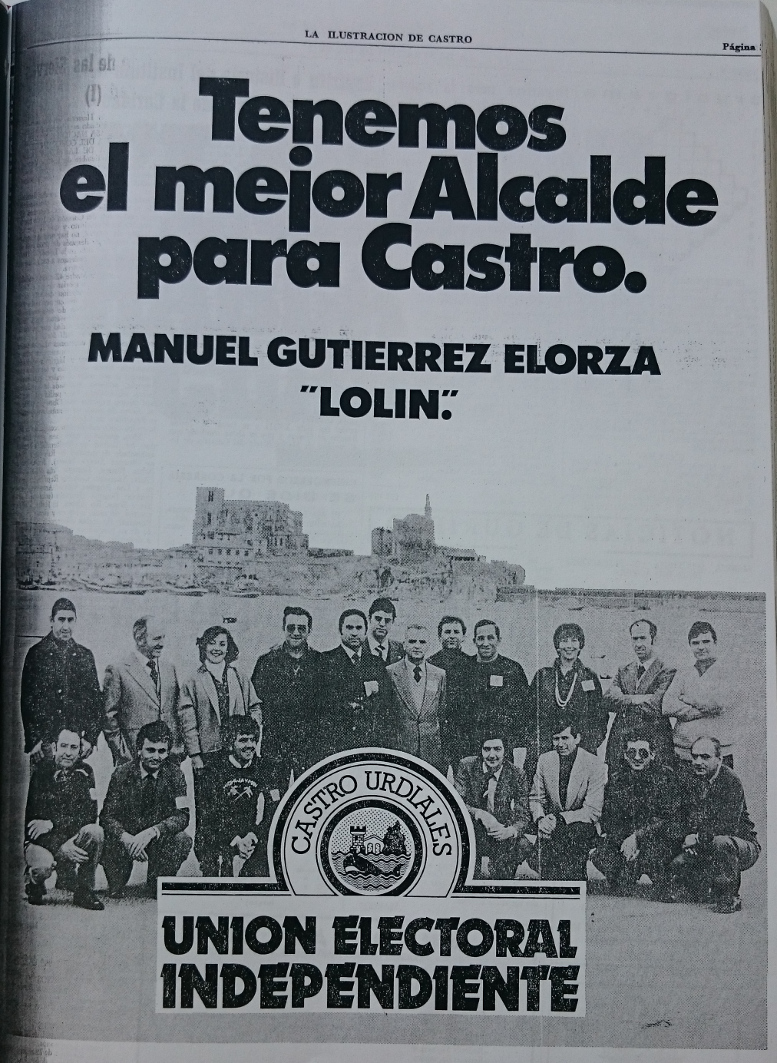 LA ILUSTRACION DE CASTRO
Página
Tenemos
el mejor Alcalde
para Castro.
MANUEL GUTIERREZ ELORZA
"LOLIN".
CASTRO URDIALES
UNION ELECTORAL
INDEPENDIENTE